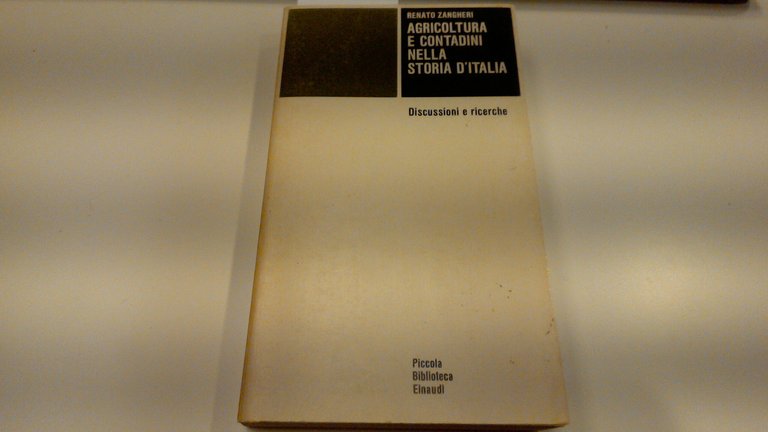 RENATO ZANGHERI
AGRICOLTURA
E CONTADINI
NELLA
STORIA D'ITALIA
Discussioni e ricerche
Piccola
Biblioteca
Einaudi